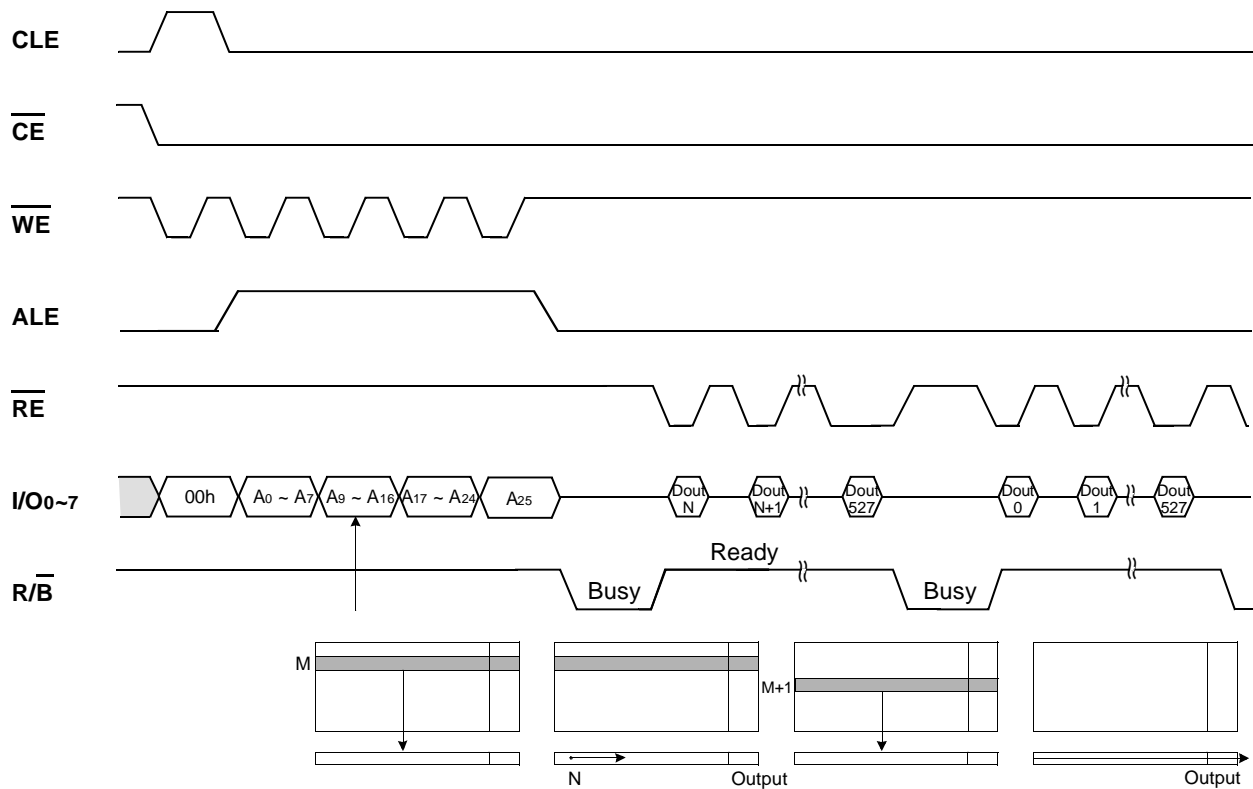 CLE
CE
WE
ALE
RE
I/O0~7 00h A0 ~ A7 A9 ~ A16 A17 ~ A24 A25 Dout N Dout N+1 Dout 527 Dout 0 Dout 1 Dout 527
R/B Busy Ready Busy
M M+1
N Output Output